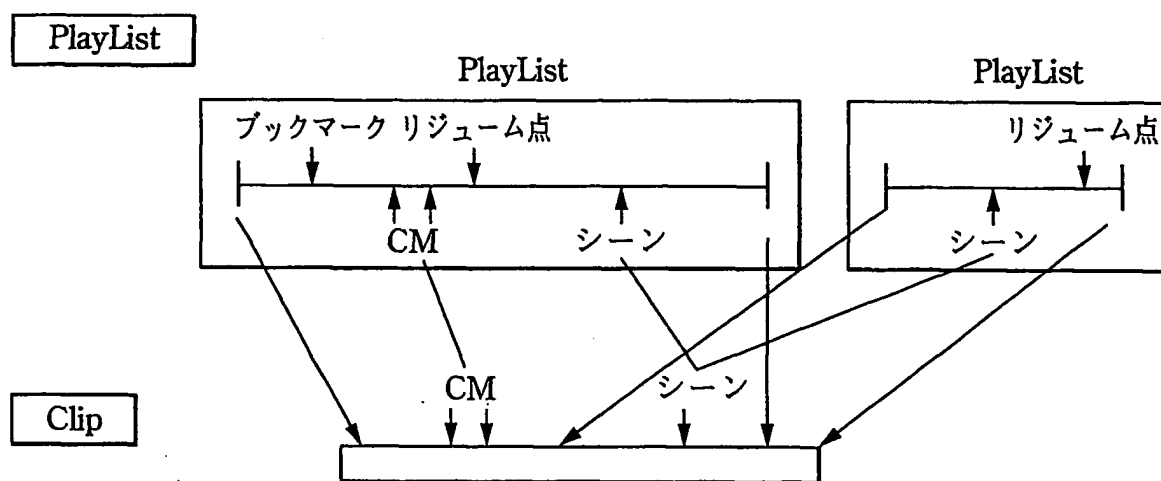 PlayList
PlayList PlayList
ブックマーク リジューム点 リジューム点
CM シーン シーン
CM シーン
Clip